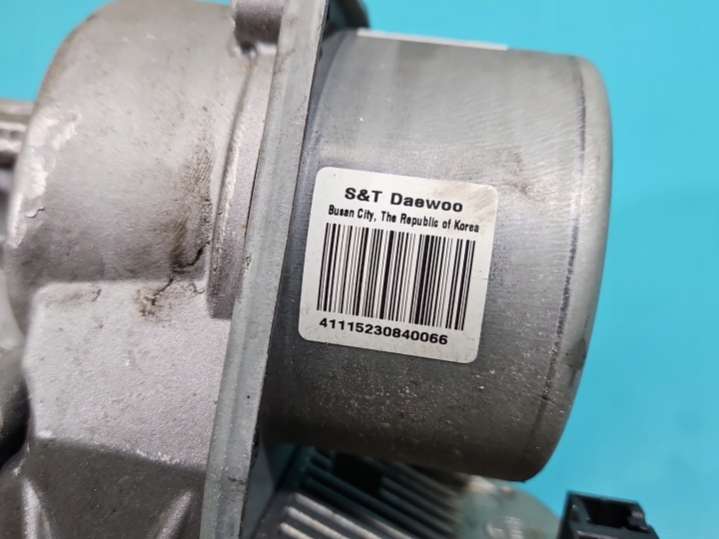 S&T Daewoo
Busan City, The Republic of Korea
41115230840066